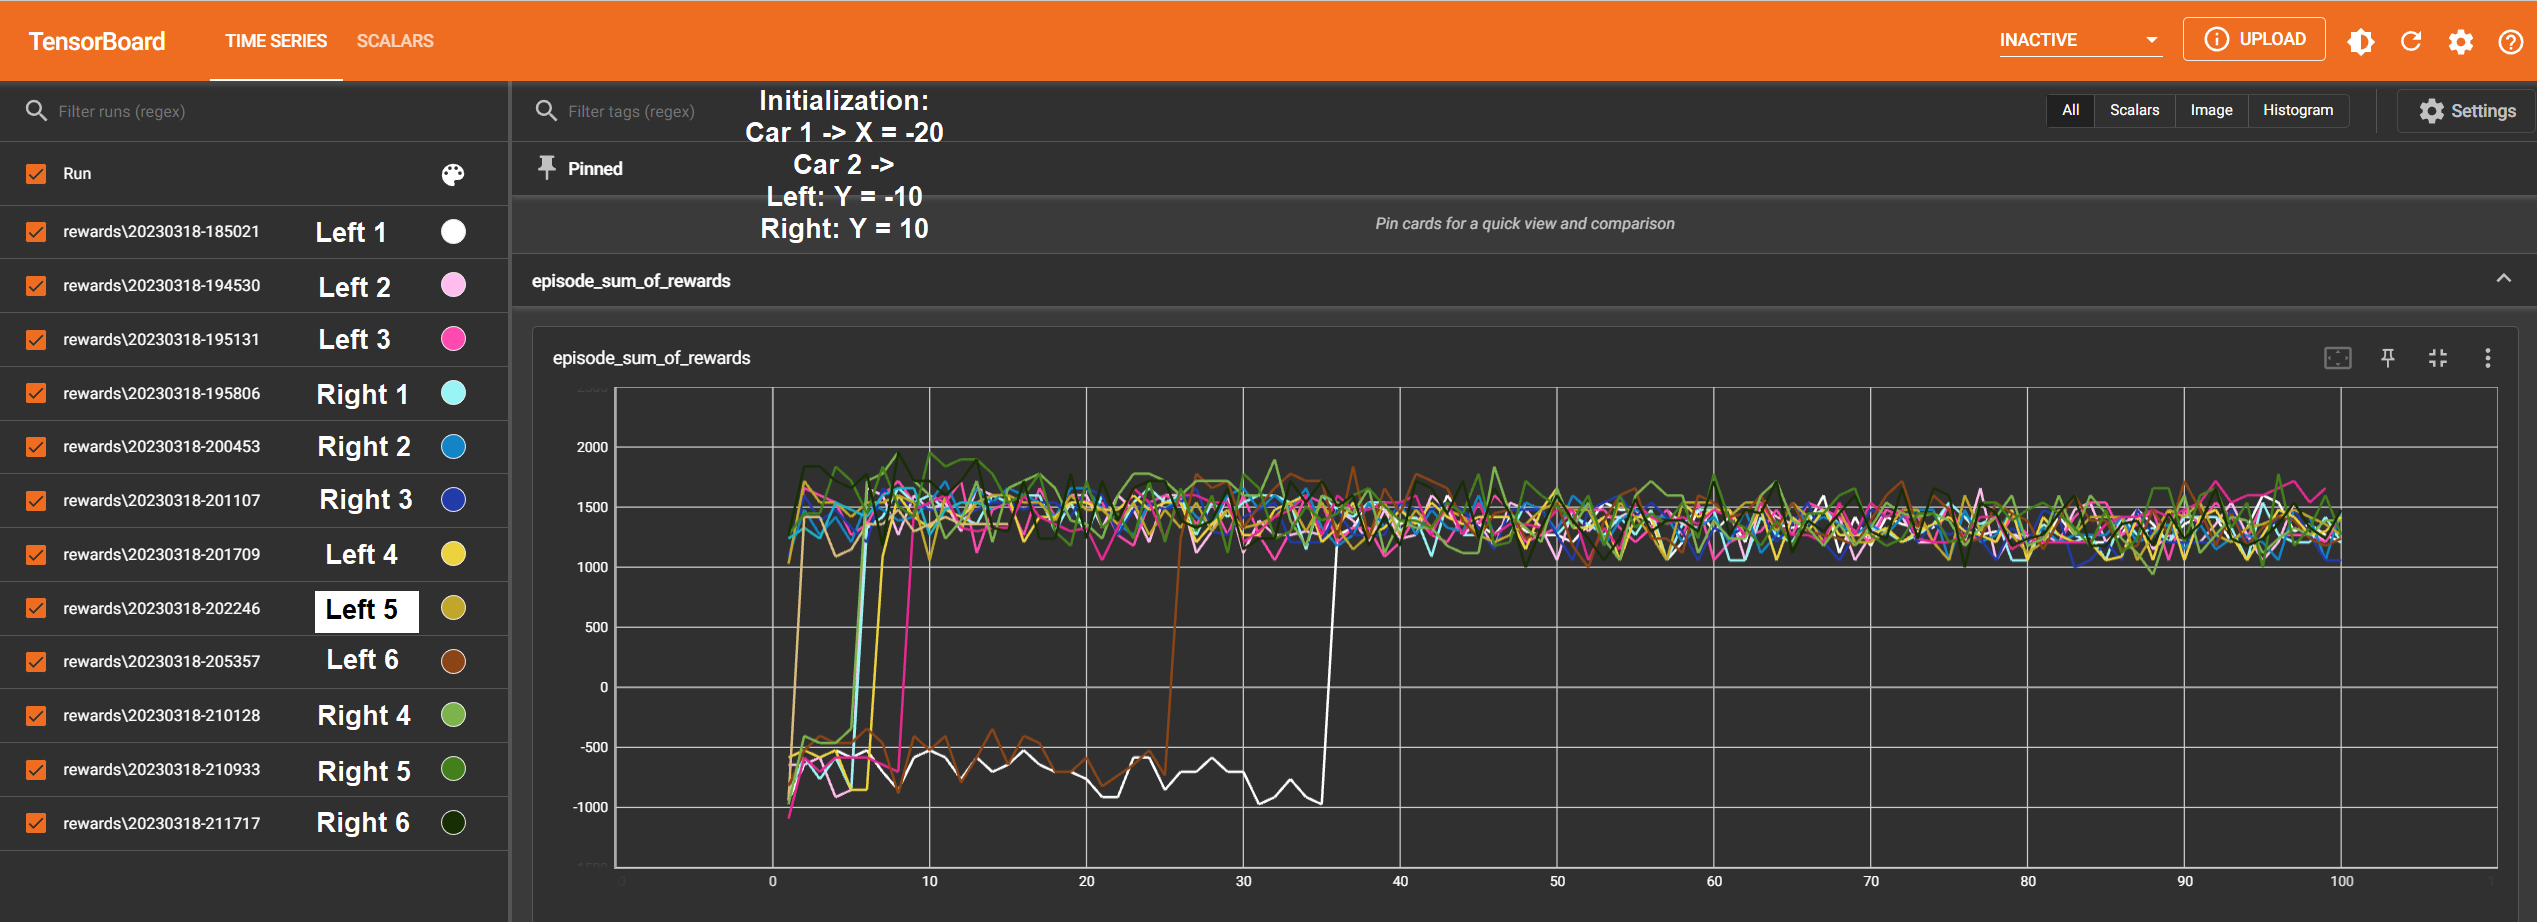 TensorBoard
TIME SERIES
SCALARS
INACTIVE
UPLOAD
Filter runs (regex)
Filter tags (regex)
Initialization:
Car 1 -> X = -20
Car 2 ->
Left: Y = -10
Right: Y = 10
All
Scalars
Image
Histogram
Settings
Run
Pinned
Pin cards for a quick view and comparison
rewards\20230318-185021 Left 1
rewards\20230318-194530 Left 2
rewards\20230318-195131 Left 3
rewards\20230318-195806 Right 1
rewards\20230318-200453 Right 2
rewards\20230318-201107 Right 3
rewards\20230318-201709 Left 4
rewards\20230318-202246 Left 5
rewards\20230318-205357 Left 6
rewards\20230318-210128 Right 4
rewards\20230318-210933 Right 5
rewards\20230318-211717 Right 6
episode_sum_of_rewards
episode_sum_of_rewards
2000
1500
1000
500
0
-500
-1000
0 10 20 30 40 50 60 70 80 90 100